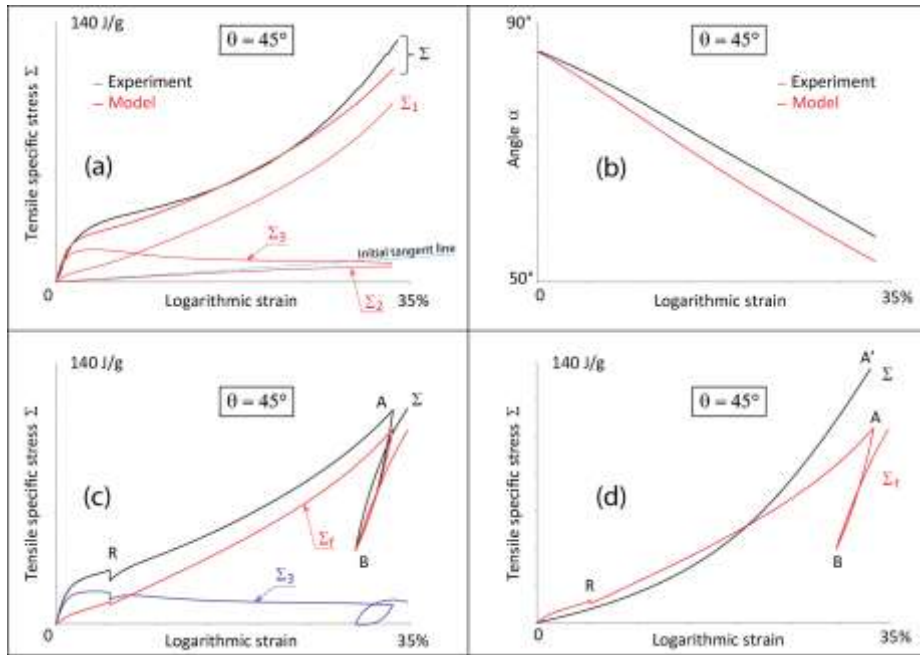 140 J/g
θ = 45°
Tensile specific stress Σ
Experiment
Model
Σ
Σ1
(a)
Σ3
Initial tangent line
Σ2
0
Logarithmic strain
35%
90°
θ = 45°
Angle α
Experiment
Model
(b)
50°
0
Logarithmic strain
35%
140 J/g
θ = 45°
Tensile specific stress Σ
A
Σ
(c)
R
Σf
B
Σ3
0
Logarithmic strain
35%
140 J/g
A'
Σ
θ = 45°
Tensile specific stress Σ
A
(d)
Σf
R
B
0
Logarithmic strain
35%